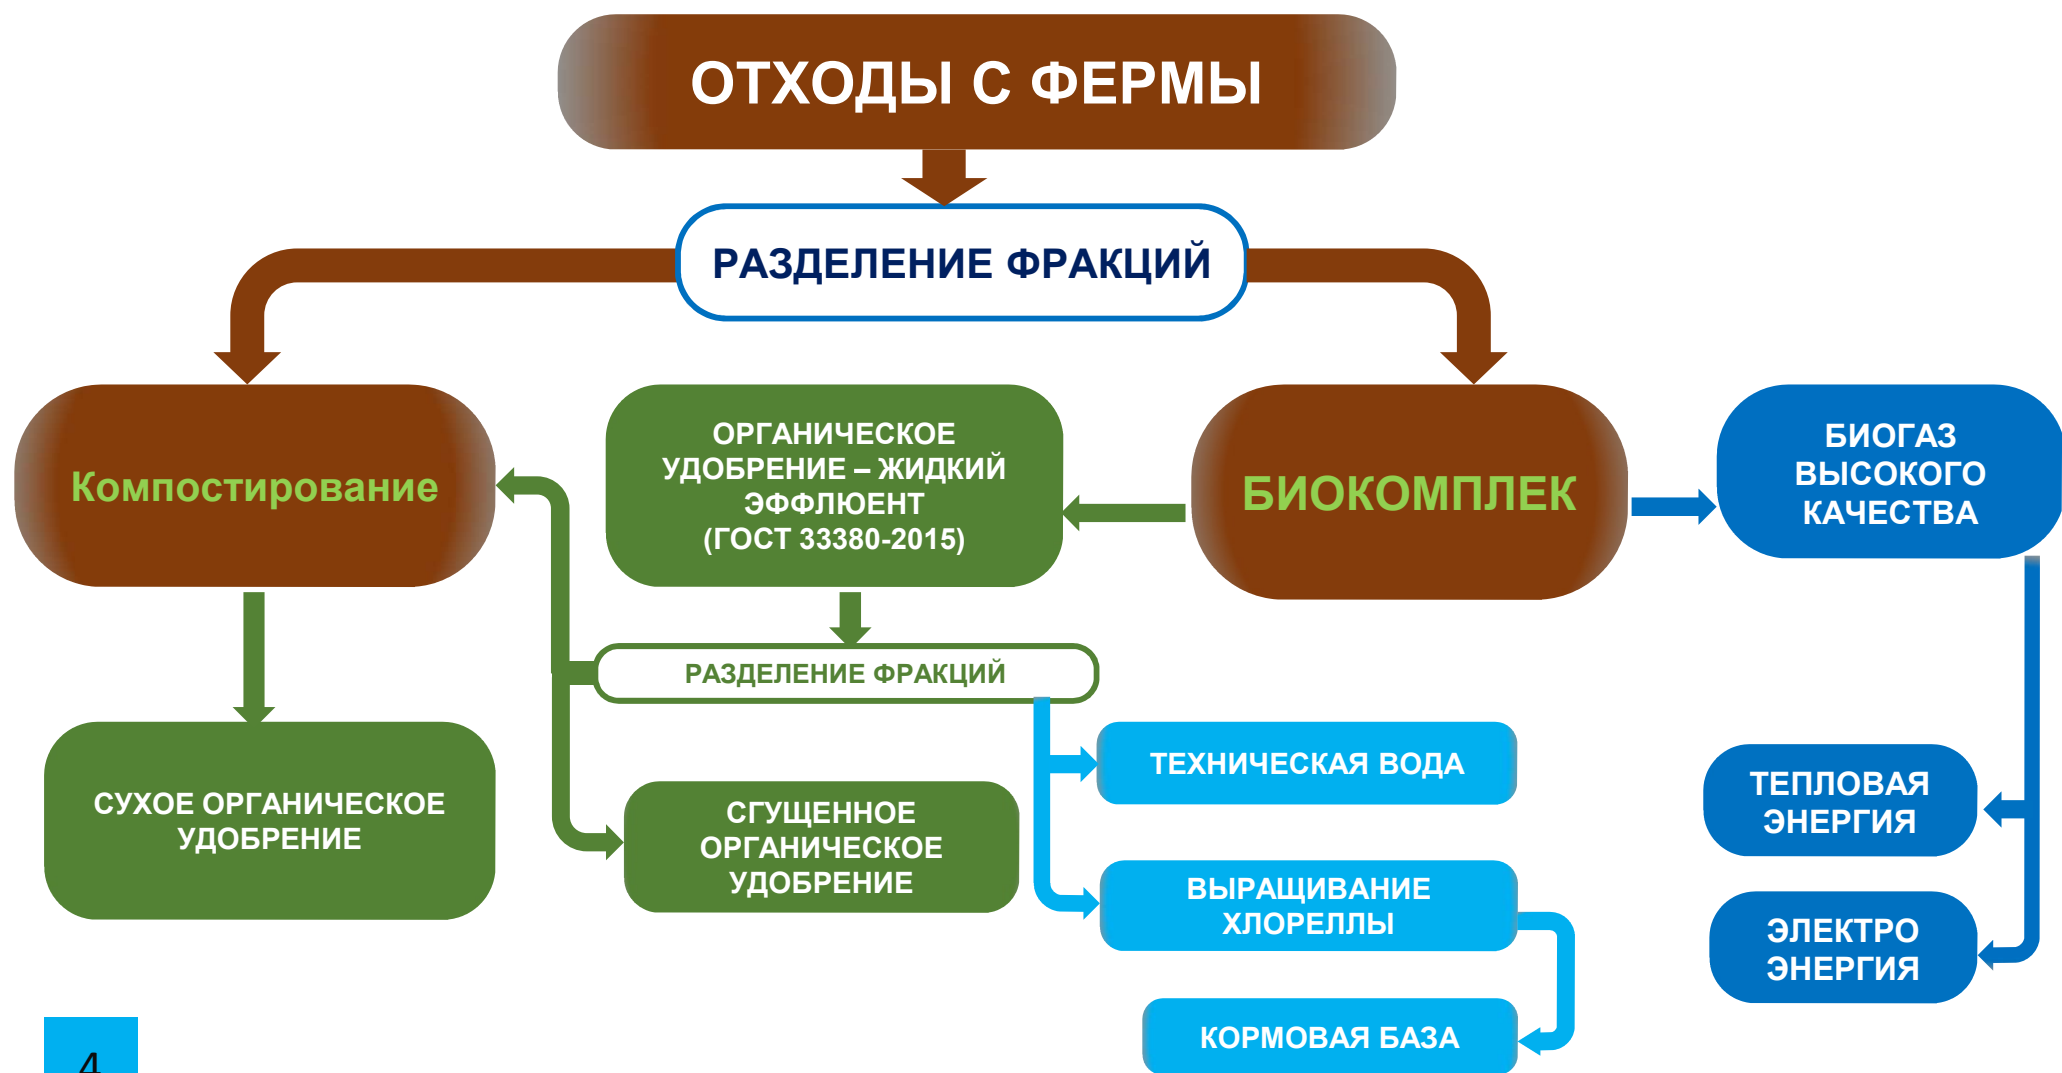 ОТХОДЫ С ФЕРМЫ
РАЗДЕЛЕНИЕ ФРАКЦИЙ
Компостирование
ОРГАНИЧЕСКОЕ
УДОБРЕНИЕ – ЖИДКИЙ
ЭФФЛЮЕНТ
(ГОСТ 33380-2015)
БИОКОМПЛЕК
БИОГАЗ
ВЫСОКОГО
КАЧЕСТВА
РАЗДЕЛЕНИЕ ФРАКЦИЙ
СУХОЕ ОРГАНИЧЕСКОЕ
УДОБРЕНИЕ
СГУЩЕННОЕ
ОРГАНИЧЕСКОЕ
УДОБРЕНИЕ
ТЕХНИЧЕСКАЯ ВОДА
ВЫРАЩИВАНИЕ
ХЛОРЕЛЛЫ
КОРМОВАЯ БАЗА
ТЕПЛОВАЯ
ЭНЕРГИЯ
ЭЛЕКТРО
ЭНЕРГИЯ
4